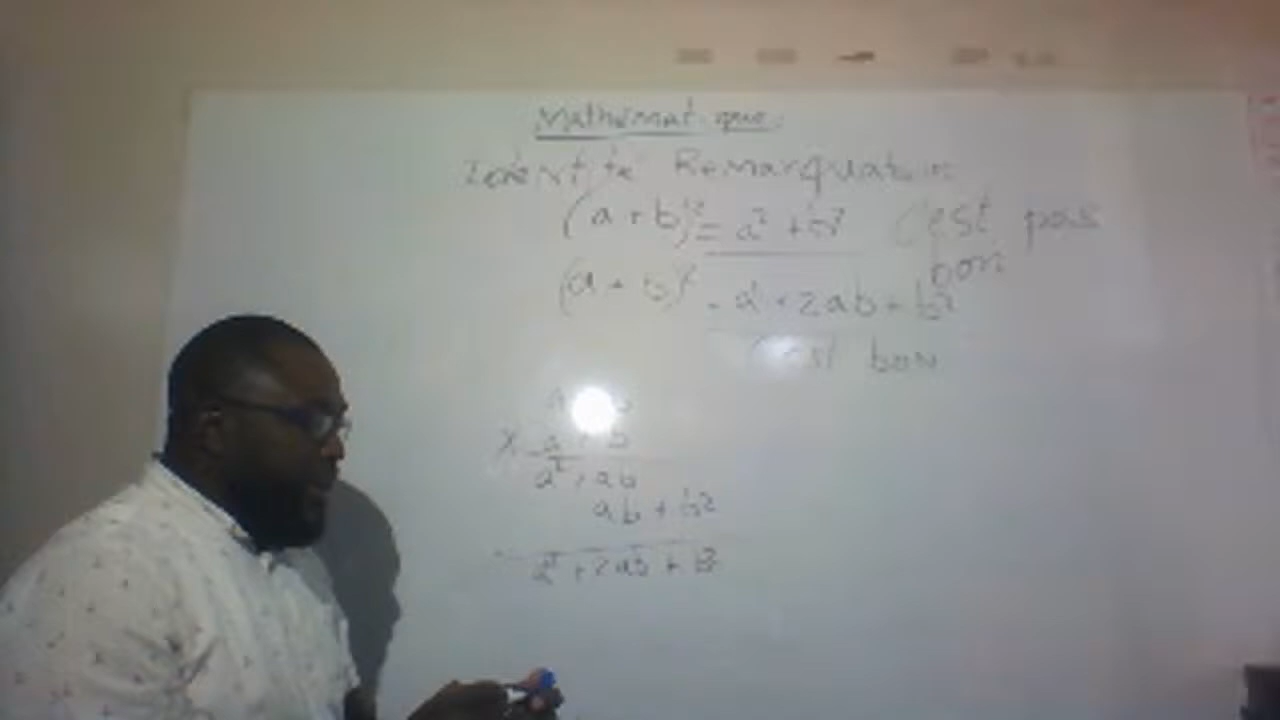 Mathématique
Identité Remarquable
(a + b)² = a² + b² C'est pas
bon
(a + b)² = a² + 2ab + b²
C'est bon
X a + b
a² + ab
ab + b²
a² + 2ab + b²